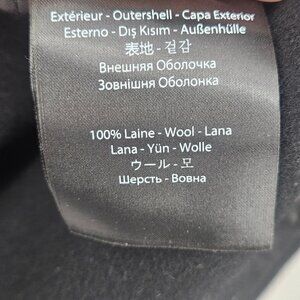 Extérieur - Outershell - Capa Exterior
Esterno - Dış Kısım - Außenhülle
表地 - 겉감
Внешняя Оболочка
Зовнішня Оболонка
100% Laine - Wool - Lana
Lana - Yün - Wolle
ウール - 모
Шерсть - Вовна